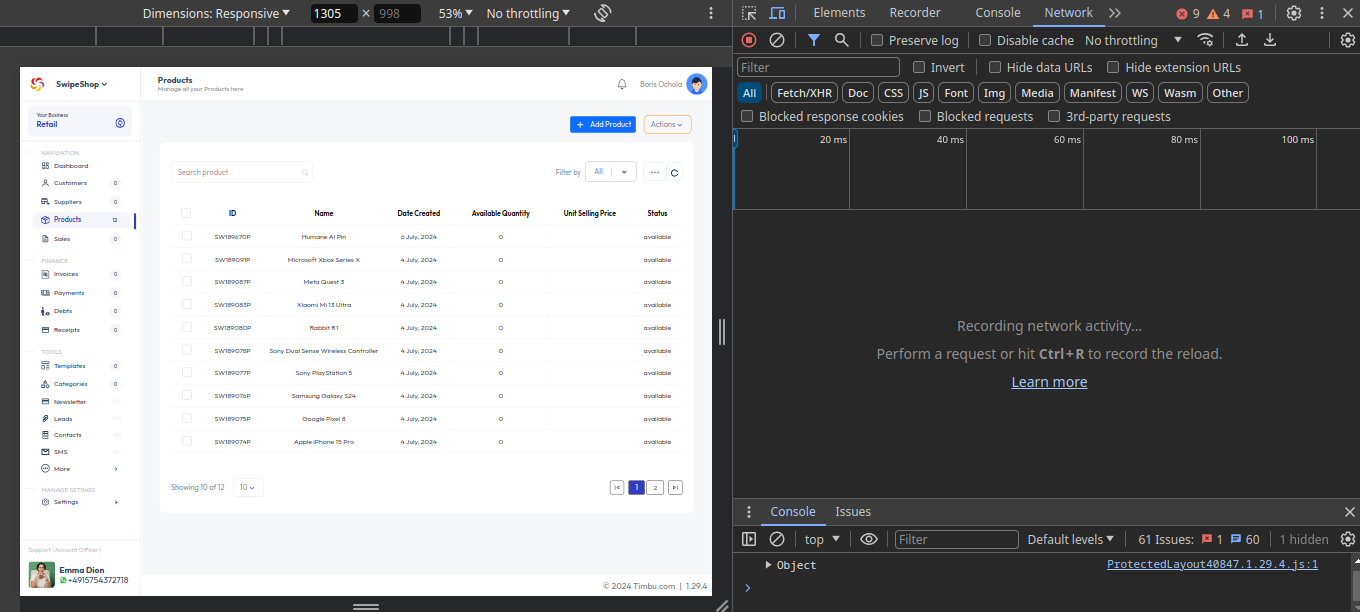 Dimensions: Responsive 1305 × 998 53% No throttling
Elements Recorder Console Network 9 4 1
Preserve log Disable cache No throttling
Filter Invert Hide data URLs Hide extension URLs
All Fetch/XHR Doc CSS JS Font Img Media Manifest WS Wasm Other
Blocked response cookies Blocked requests 3rd-party requests
20 ms 40 ms 60 ms 80 ms 100 ms
Recording network activity...
Perform a request or hit Ctrl+R to record the reload.
Learn more
Console Issues
top Filter Default levels 61 Issues: 1 60 1 hidden
Object ProtectedLayout40847.1.29.4.js:1
SwipeShop
Your Business
Retail
NAVIGATION
Dashboard
Customers 0
Suppliers 0
Products 12
Sales 0
FINANCE
Invoices 0
Payments 0
Debts 0
Receipts 0
TOOLS
Templates 0
Categories 0
Newsletter
Leads
Contacts
SMS
More
MANAGE SETINGS
Settings
Support (Account Officer)
Emma Dion
+4915754372718
Products
Manage all your Products here
Boris Ochola
+ Add Product Actions
Search product Filter by All
ID Name Date Created Available Quantity Unit Selling Price Status
SW189670P Humane AI Pin 6 July, 2024 0 available
SW189091P Microsoft Xbox Series X 4 July, 2024 0 available
SW189087P Meta Quest 3 4 July, 2024 0 available
SW189083P Xiaomi Mi 13 Ultra 4 July, 2024 0 available
SW189080P Rabbit R1 4 July, 2024 0 available
SW189078P Sony Dual Sense Wireless Controller 4 July, 2024 0 available
SW189077P Sony PlayStation 5 4 July, 2024 0 available
SW189076P Samsung Galaxy S24 4 July, 2024 0 available
SW189075P Google Pixel 8 4 July, 2024 0 available
SW189074P Apple iPhone 15 Pro 4 July, 2024 0 available
Showing 10 of 12 10 1 2
© 2024 Timbu.com | 1.29.4